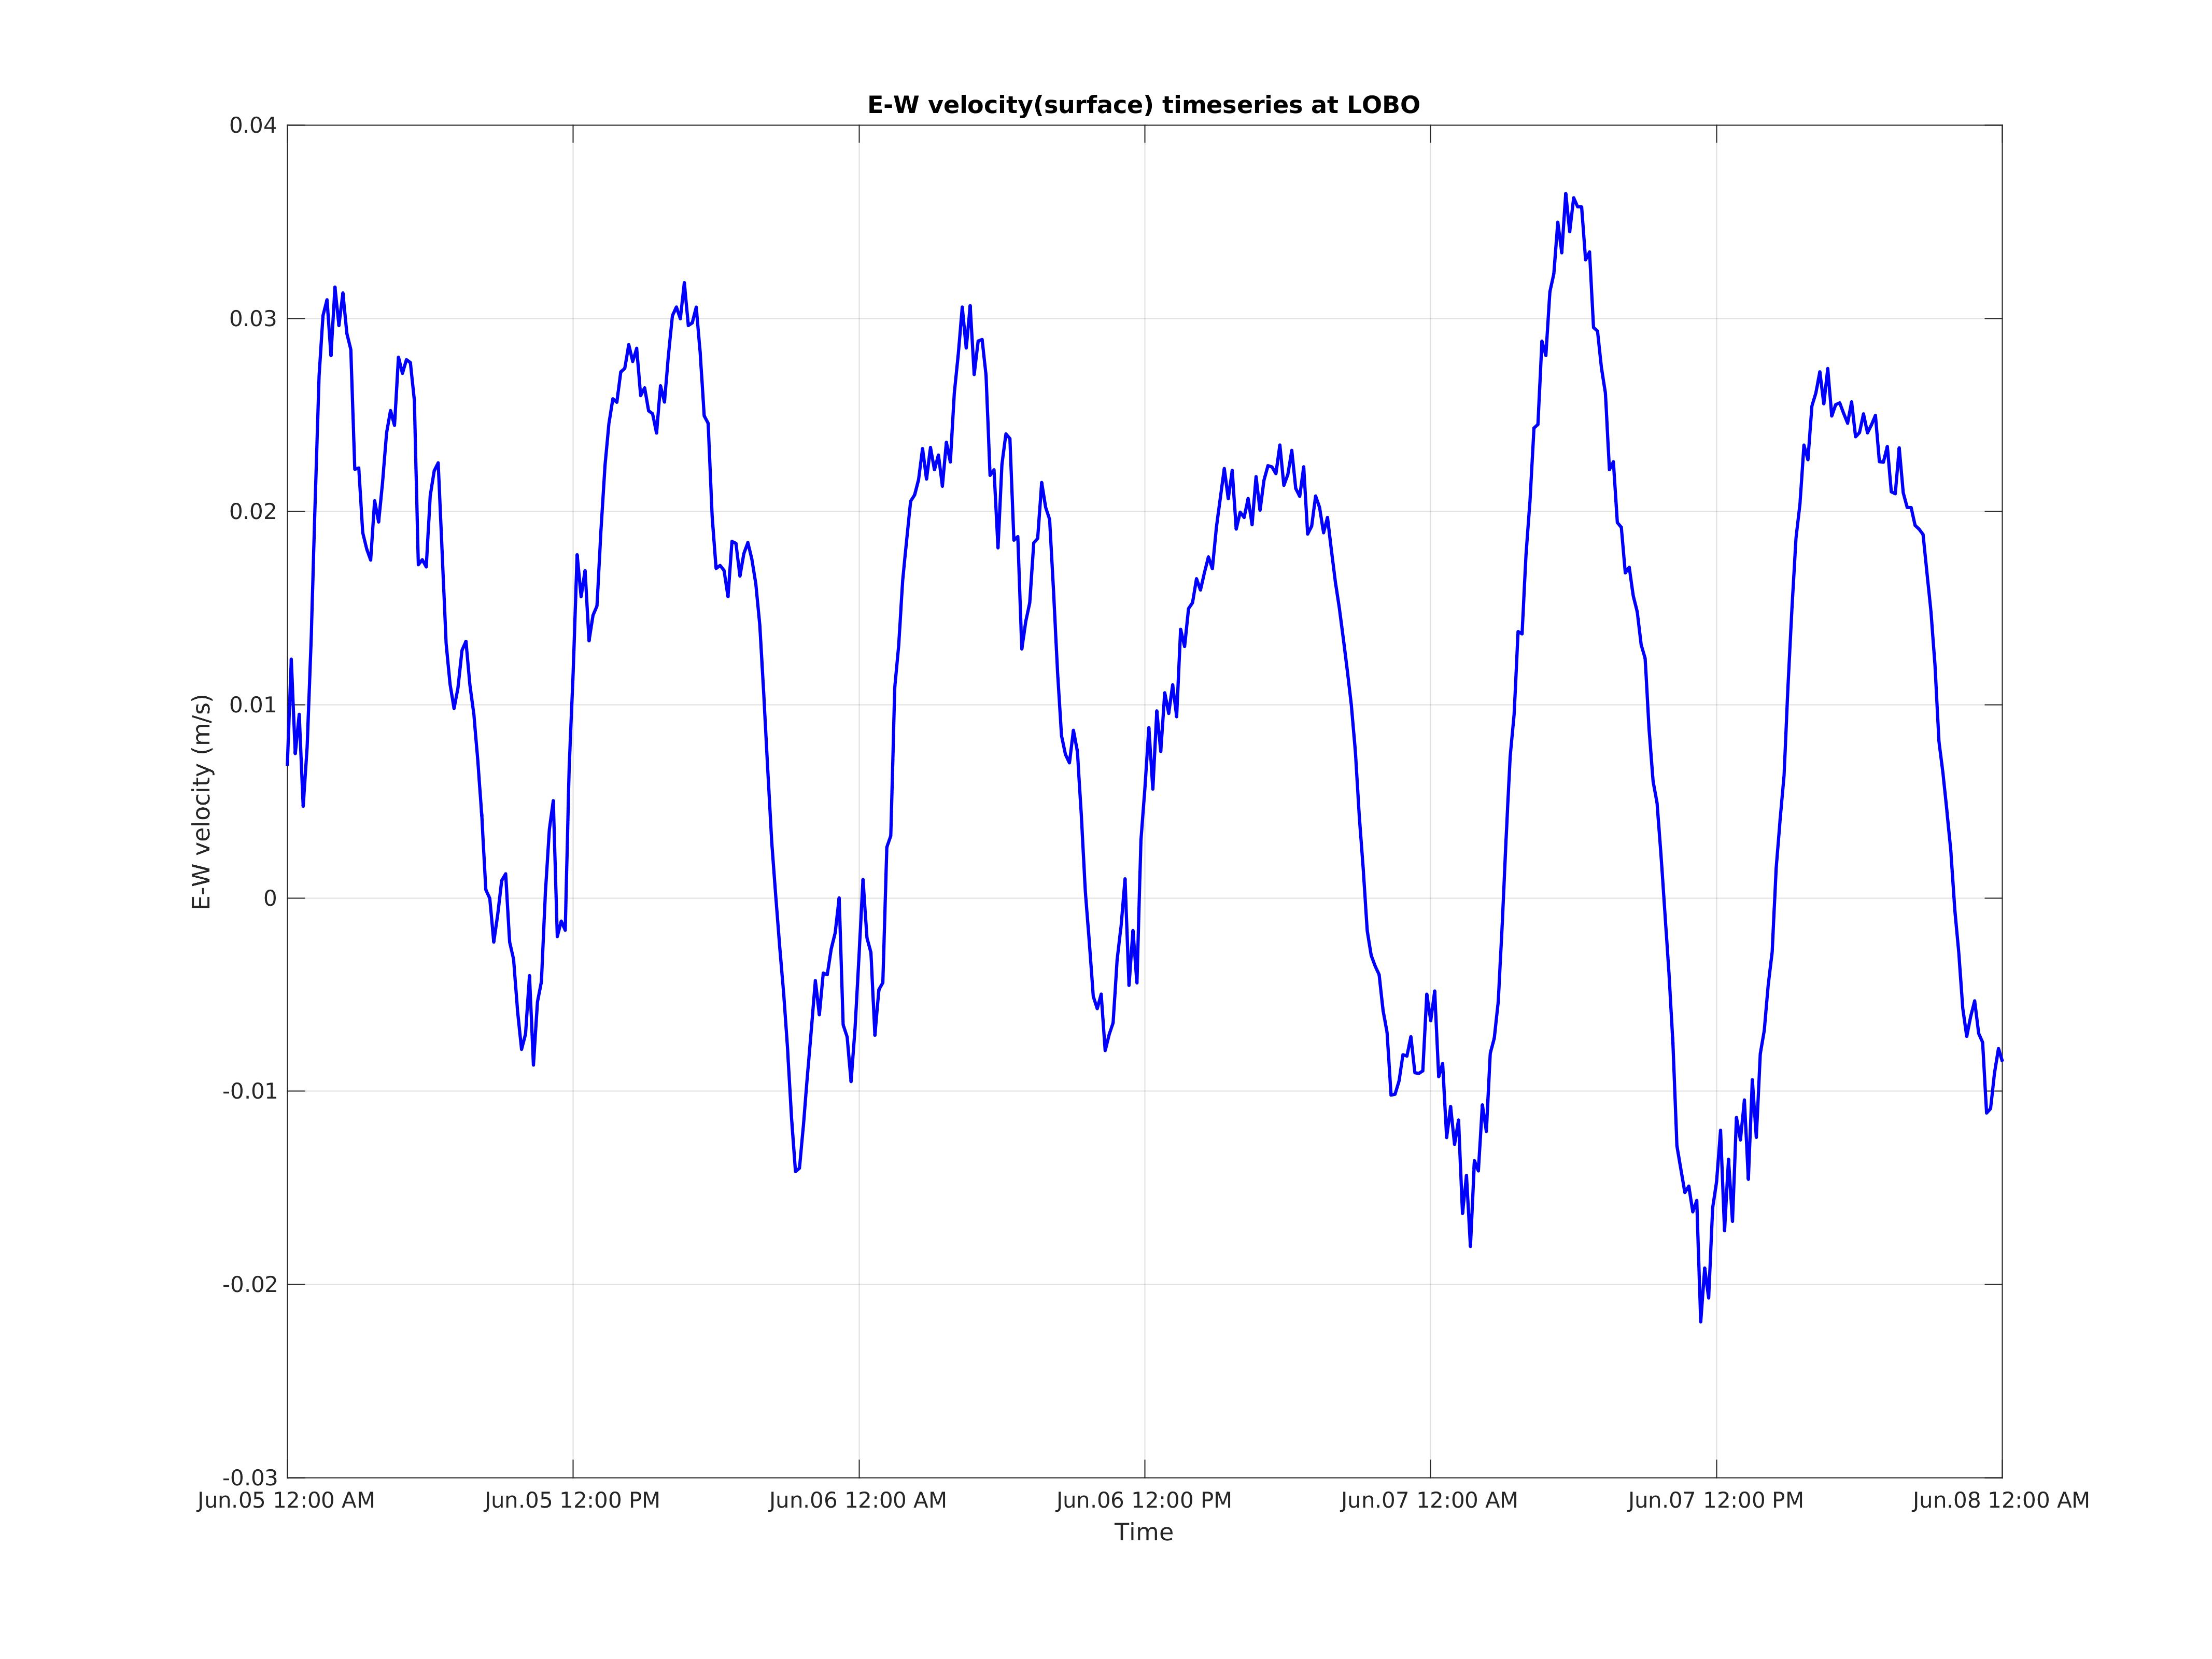 E-W velocity(surface) timeseries at LOBO
0.04
0.03
0.02
0.01
0
-0.01
-0.02
-0.03
E-W velocity (m/s)
Jun.05 12:00 AM Jun.05 12:00 PM Jun.06 12:00 AM Jun.06 12:00 PM Jun.07 12:00 AM Jun.07 12:00 PM Jun.08 12:00 AM
Time